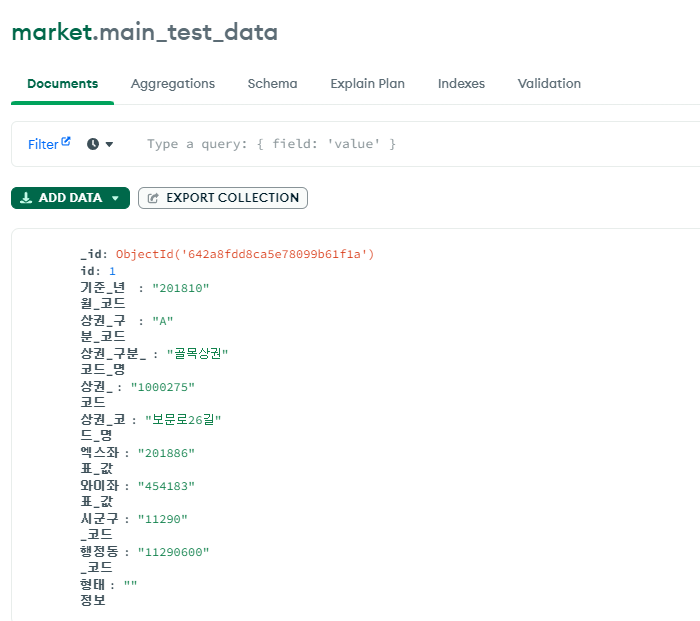 market.main_test_data
Documents Aggregations Schema Explain Plan Indexes Validation
Filter Type a query: { field: 'value' }
ADD DATA EXPORT COLLECTION
_id: ObjectId('642a8fdd8ca5e78099b61f1a')
id: 1
기준_년 : "201810"
월_코드
상권_구 : "A"
분_코드
상권_구분_ : "골목상권"
코드_명
상권_ : "1000275"
코드
상권_코 : "보문로26길"
드_명
엑스좌 : "201886"
표_값
와이좌 : "454183"
표_값
시군구 : "11290"
_코드
행정동 : "11290600"
_코드
형태 : ""
정보